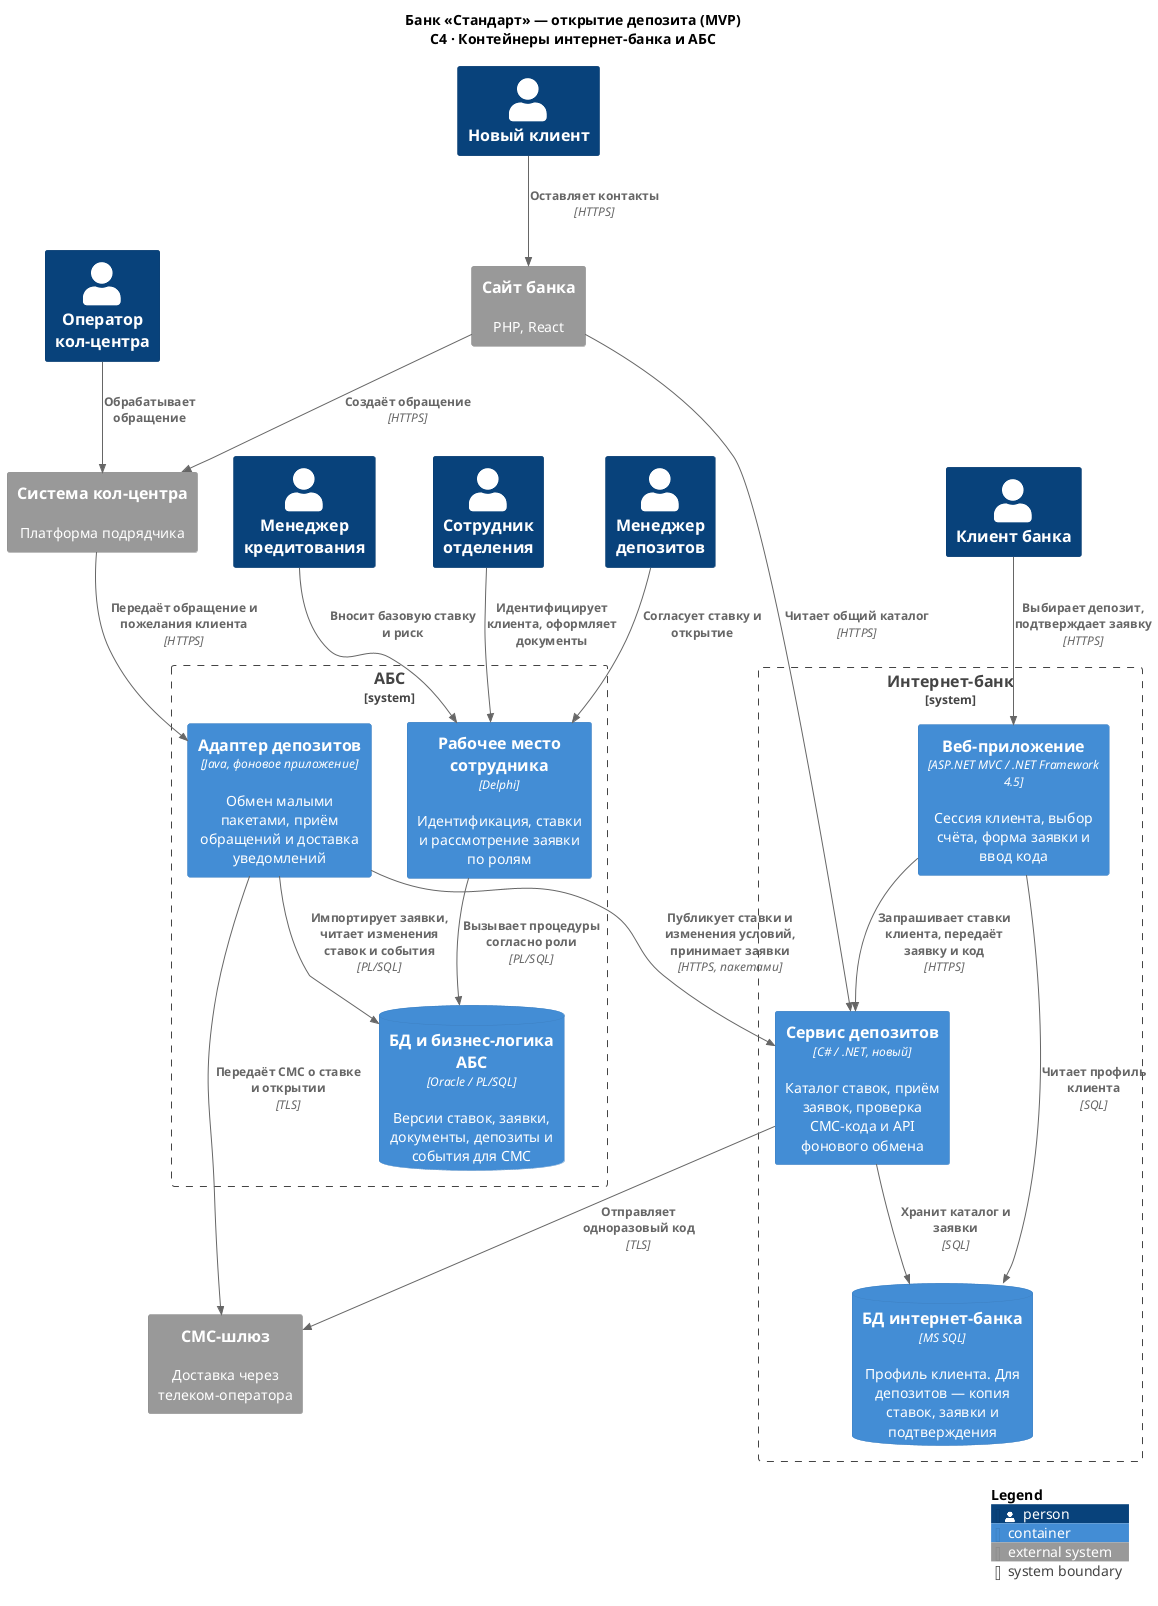 Банк «Стандарт» — открытие депозита (MVP)
C4 · Контейнеры интернет-банка и АБС
Новый клиент
Оставляет контакты
[HTTPS]
Оператор
кол-центра
Сайт банка
PHP, React
Обрабатывает
обращение
Создаёт обращение
[HTTPS]
Система кол-центра
Платформа подрядчика
Менеджер
кредитования
Сотрудник
отделения
Менеджер
депозитов
Клиент банка
Передаёт обращение и
пожелания клиента
[HTTPS]
Вносит базовую ставку
и риск
Идентифицирует
клиента, оформляет
документы
Согласует ставку и
открытие
Читает общий каталог
[HTTPS]
Выбирает депозит,
подтверждает заявку
[HTTPS]
АБС
[system]
Интернет-банк
[system]
Адаптер депозитов
[Java, фоновое приложение]
Обмен малыми
пакетами, приём
обращений и доставка
уведомлений
Рабочее место
сотрудника
[Delphi]
Идентификация, ставки
и рассмотрение заявки
по ролям
Веб-приложение
[ASP.NET MVC / .NET Framework
4.5]
Сессия клиента, выбор
счёта, форма заявки и
ввод кода
Импортирует заявки,
читает изменения
ставок и события
[PL/SQL]
Вызывает процедуры
согласно роли
[PL/SQL]
Публикует ставки и
изменения условий,
принимает заявки
[HTTPS, пакетами]
Запрашивает ставки
клиента, передаёт
заявку и код
[HTTPS]
БД и бизнес-логика
АБС
[Oracle / PL/SQL]
Версии ставок, заявки,
документы, депозиты и
события для СМС
Сервис депозитов
[C# / .NET, новый]
Каталог ставок, приём
заявок, проверка
СМС-кода и API
фонового обмена
Передаёт СМС о ставке
и открытии
[TLS]
Читает профиль
клиента
[SQL]
Отправляет
одноразовый код
[TLS]
Хранит каталог и
заявки
[SQL]
СМС-шлюз
Доставка через
телеком-оператора
БД интернет-банка
[MS SQL]
Профиль клиента. Для
депозитов — копия
ставок, заявки и
подтверждения
Legend
person
container
external system
system boundary